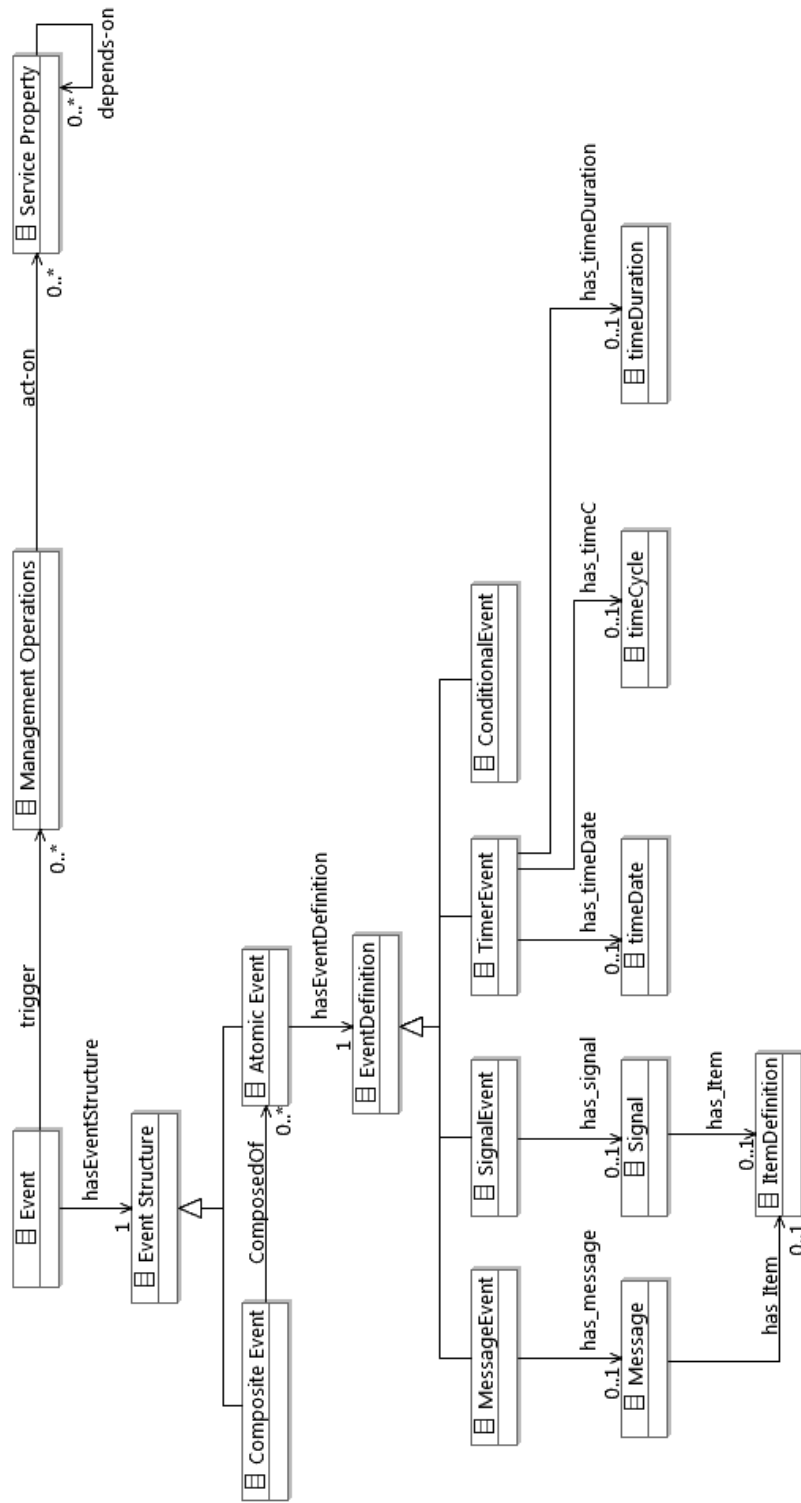 Event
trigger
0..*
Management Operations
act-on
0..*
Service Property
0..*
depends-on
hasEventStructure
1
Event Structure
Composite Event
ComposedOf
0..*
Atomic Event
hasEventDefinition
1
EventDefinition
MessageEvent
SignalEvent
TimerEvent
ConditionalEvent
has_message
0..1
has_signal
0..1
has_timeDate
0..1
has_timeC
0..1
has_timeDuration
0..1
Message
Signal
timeDate
timeCycle
timeDuration
has_Item
0..1
has_Item
0..1
ItemDefinition